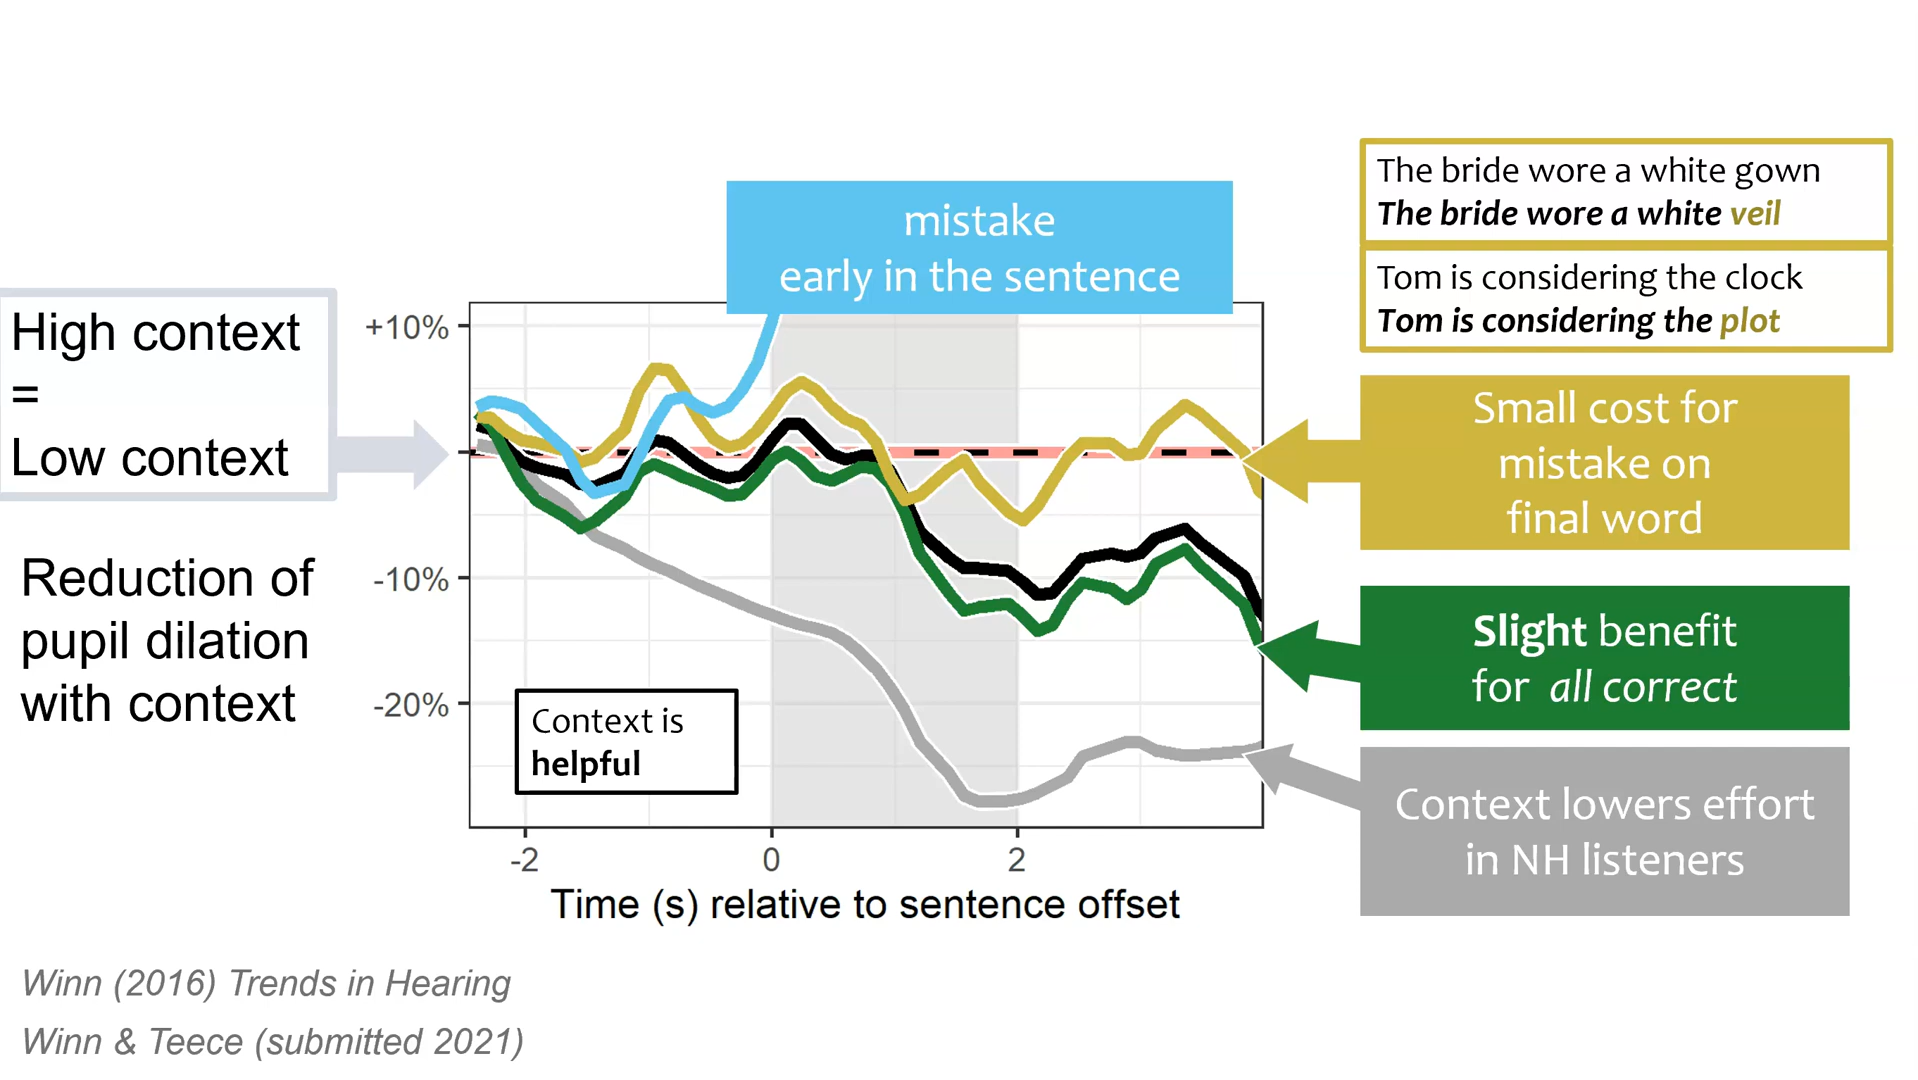 The bride wore a white gown
The bride wore a white veil
Tom is considering the clock
Tom is considering the plot
mistake
early in the sentence
High context
=
Low context
Reduction of
pupil dilation
with context
+10%
-10%
-20%
Context is
helpful
-2
0
2
Time (s) relative to sentence offset
Small cost for
mistake on
final word
Slight benefit
for all correct
Context lowers effort
in NH listeners
Winn (2016) Trends in Hearing
Winn & Teece (submitted 2021)